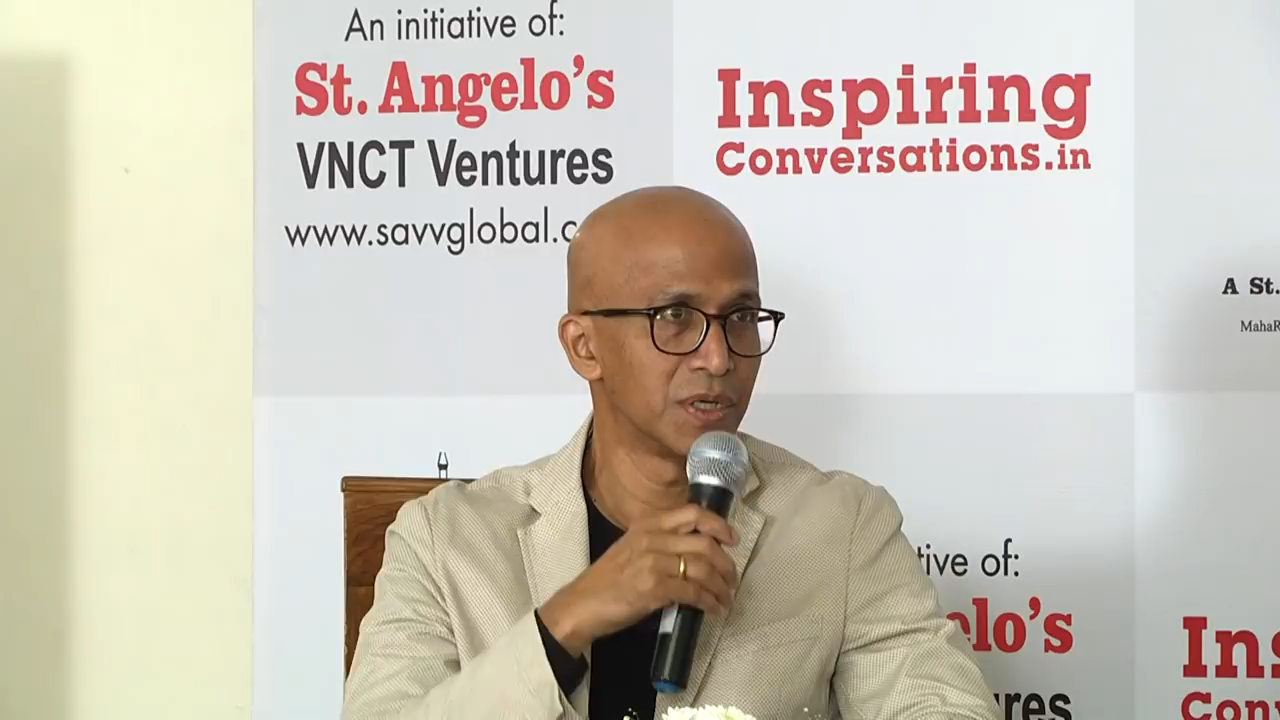 An initiative of:
St. Angelo's
VNCT Ventures
www.savvglobal.c
Inspiring
Conversations.in
A St.
MahaR
tive of:
elo's
res
Ins
Con